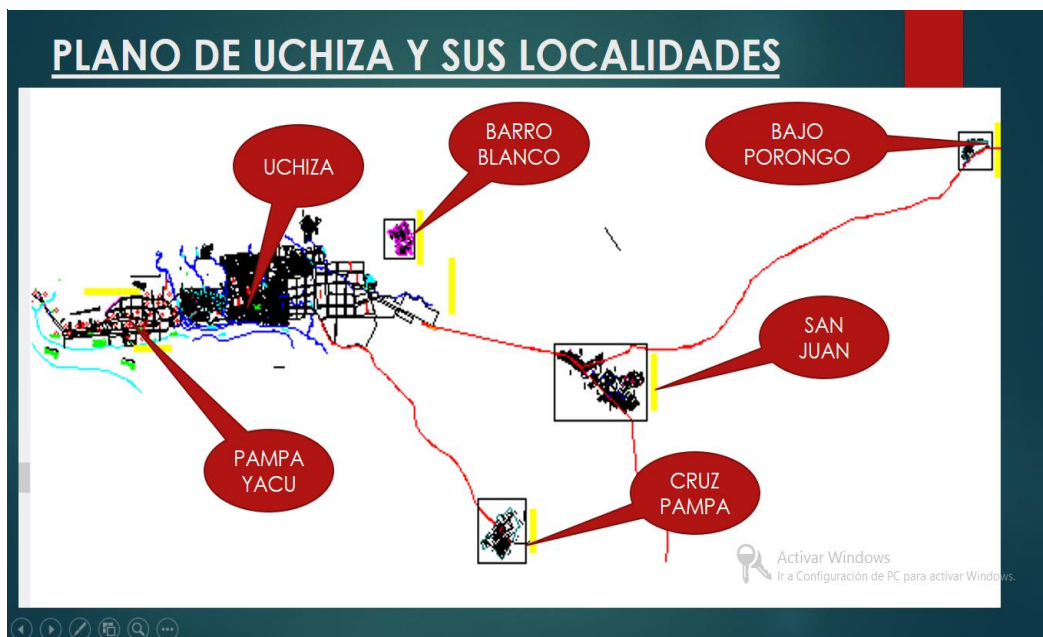 PLANO DE UCHIZA Y SUS LOCALIDADES
BARRO
BLANCO
BAJO
PORONGO
UCHIZA
SAN
JUAN
PAMPA
YACU
CRUZ
PAMPA
Activar Windows
Ir a Configuración de PC para activar Windows.